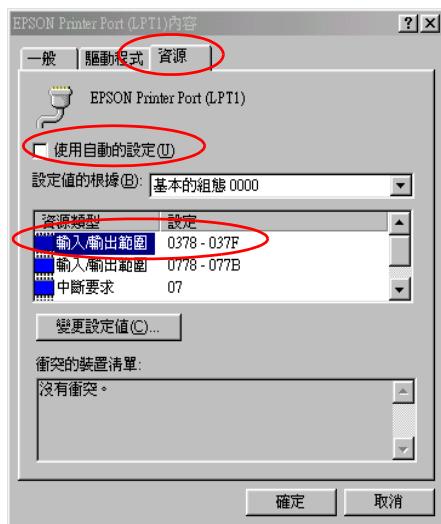 EPSON Printer Port (LPT1)內容
一般 驅動程式 資源
EPSON Printer Port (LPT1)
使用自動的設定(U)
設定值的根據(B): 基本的組態 0000
資源類型 設定
輸入/輸出範圍 0378 - 037F
輸入/輸出範圍 0778 - 077B
中斷要求 07
變更設定值(C)...
衝突的裝置清單:
沒有衝突。
確定 取消